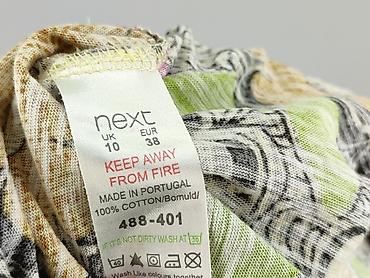 next
UK EUR
10 38
KEEP AWAY
FROM FIRE
MADE IN PORTUGAL
100% COTTON/Bomuld/
488-401
IF IT'S NOT DIRTY WASH AT 30
Wash Like colours together